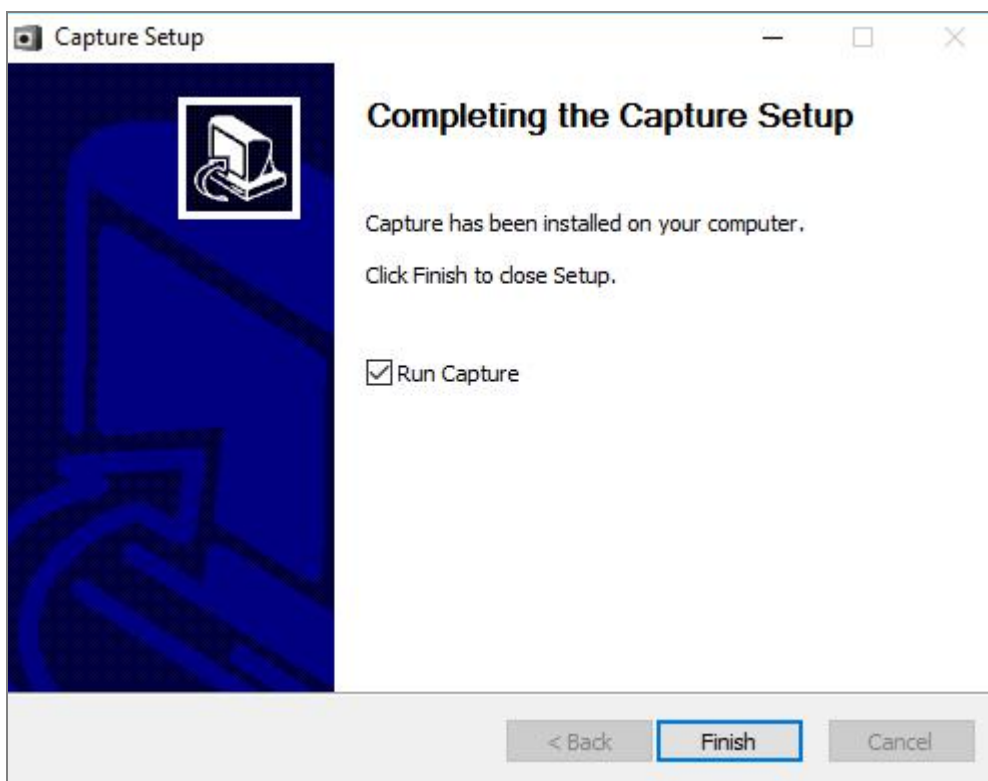 Capture Setup
Completing the Capture Setup
Capture has been installed on your computer.
Click Finish to close Setup.
Run Capture
< Back Finish Cancel